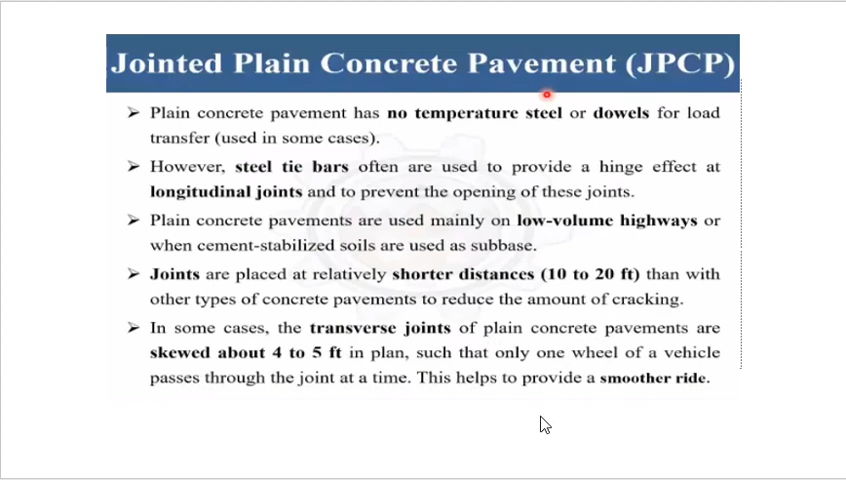 Jointed Plain Concrete Pavement (JPCP)
➢ Plain concrete pavement has no temperature steel or dowels for load
transfer (used in some cases).
➢ However, steel tie bars often are used to provide a hinge effect at
longitudinal joints and to prevent the opening of these joints.
➢ Plain concrete pavements are used mainly on low-volume highways or
when cement-stabilized soils are used as subbase.
➢ Joints are placed at relatively shorter distances (10 to 20 ft) than with
other types of concrete pavements to reduce the amount of cracking.
➢ In some cases, the transverse joints of plain concrete pavements are
skewed about 4 to 5 ft in plan, such that only one wheel of a vehicle
passes through the joint at a time. This helps to provide a smoother ride.